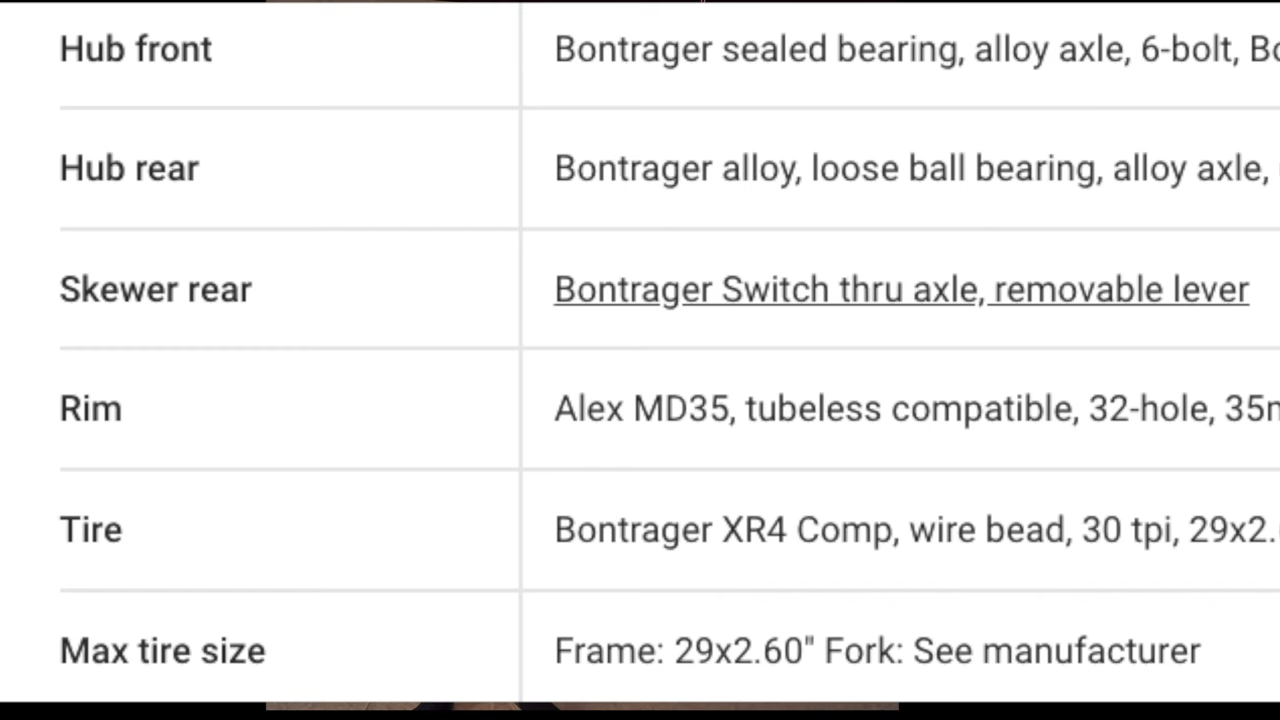 Hub front Bontrager sealed bearing, alloy axle, 6-bolt,
Hub rear Bontrager alloy, loose ball bearing, alloy axle,
Skewer rear Bontrager Switch thru axle, removable lever
Rim Alex MD35, tubeless compatible, 32-hole,
Tire Bontrager XR4 Comp, wire bead, 30 tpi, 29x2.
Max tire size Frame: 29x2.60" Fork: See manufacturer